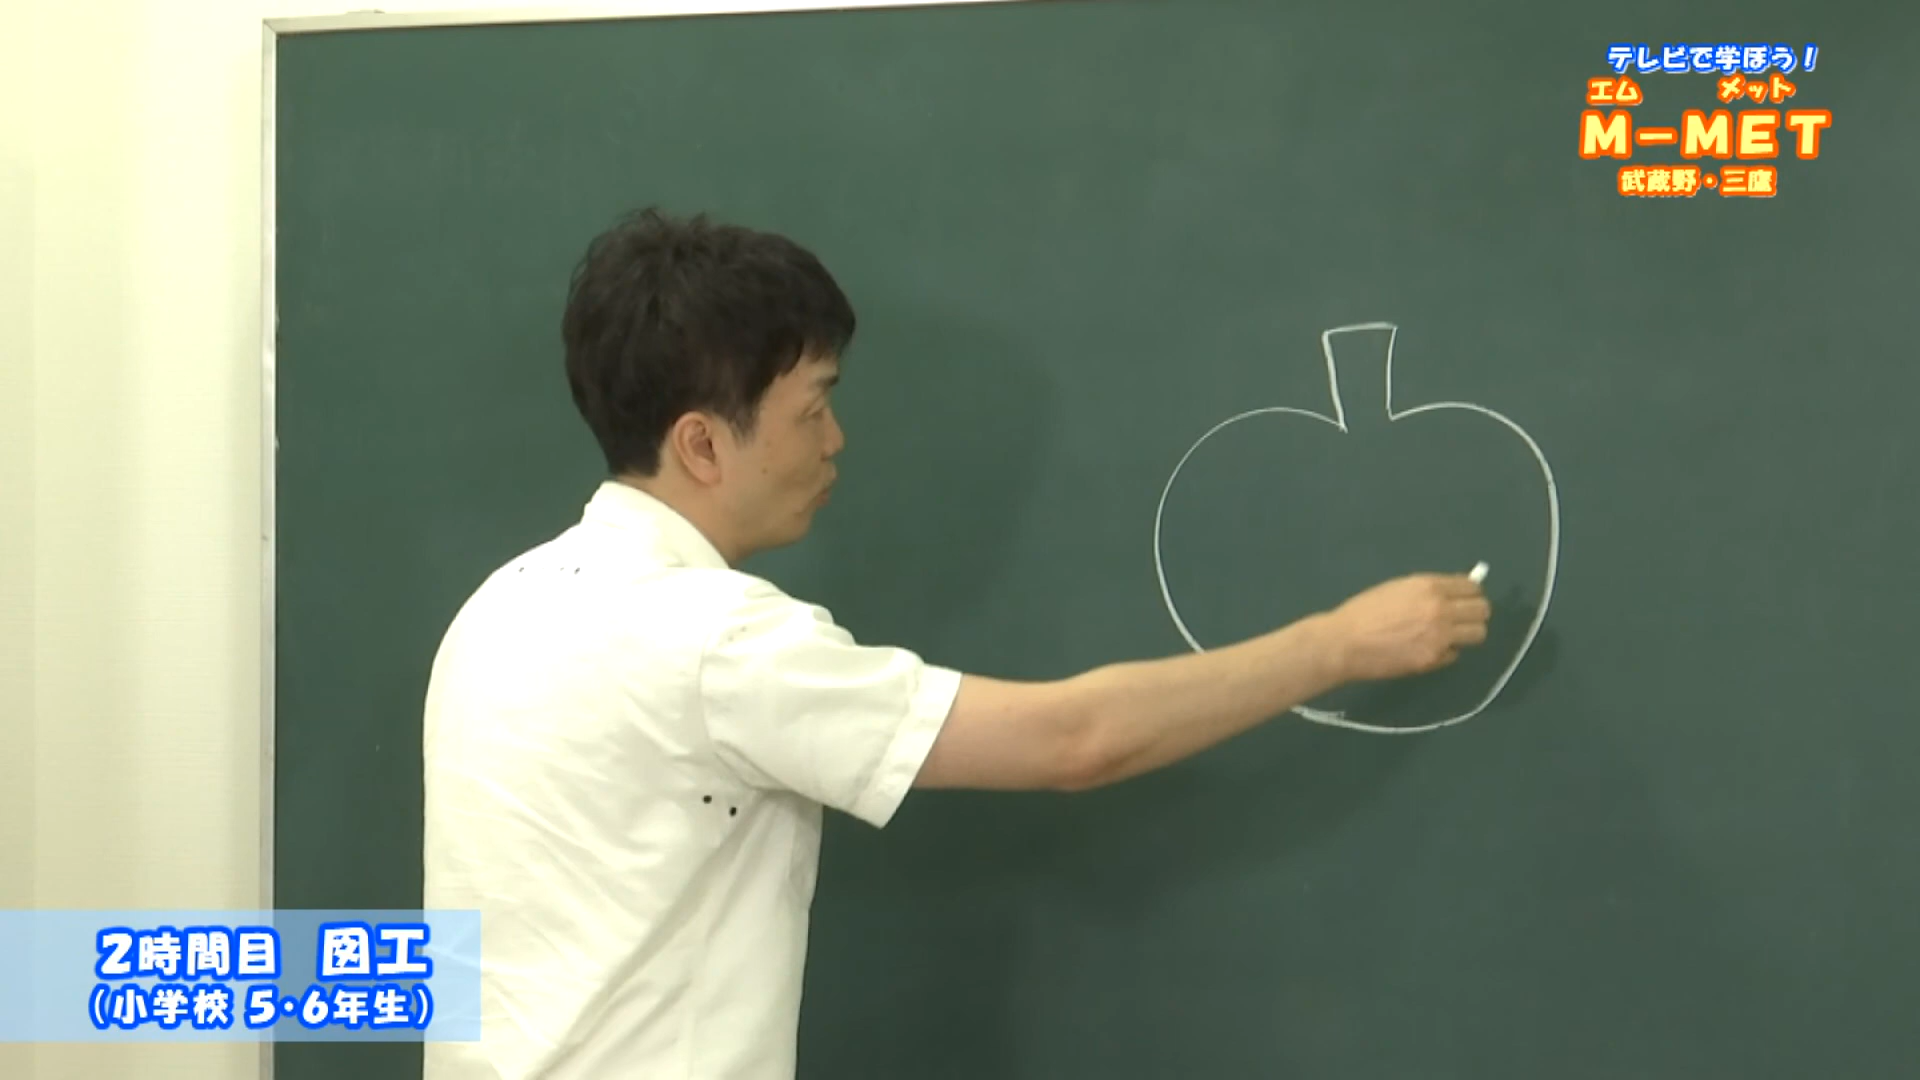 テレビで学ぼう！
エム メット
M-MET
武蔵野・三鷹
2時間目 図工
（小学校 5・6年生）